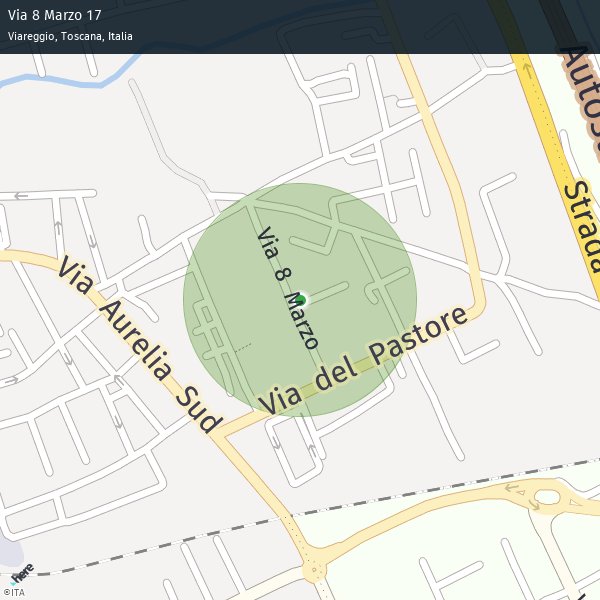 Via 8 Marzo 17
Viareggio, Toscana, Italia
Autos
Strada
Via 8 Marzo
Via Aurelia Sud
Via del Pastore
here
©ITA